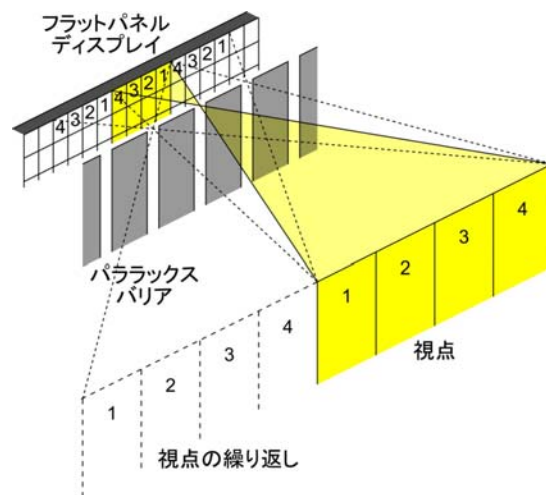 フラットパネル
ディスプレイ
4 3 2 1 4 3 2 1 4 3 2 1
パララックス
バリア
1 2 3 4
視点
1 2 3 4
視点の繰り返し